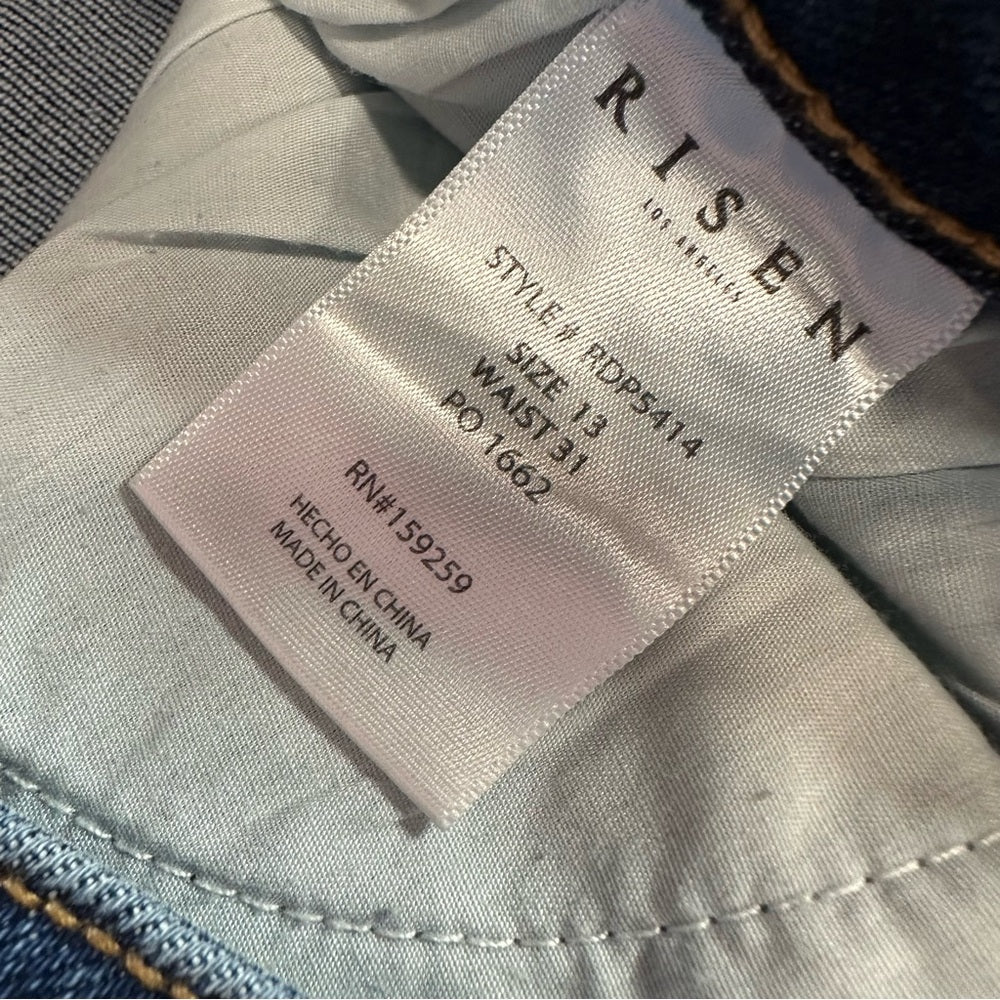 RISEN
LOS ANGELES
STYLE# RDP5414
SIZE 13
WAIST 31
PO 1662
RN#159259
HECHO EN CHINA
MADE IN CHINA